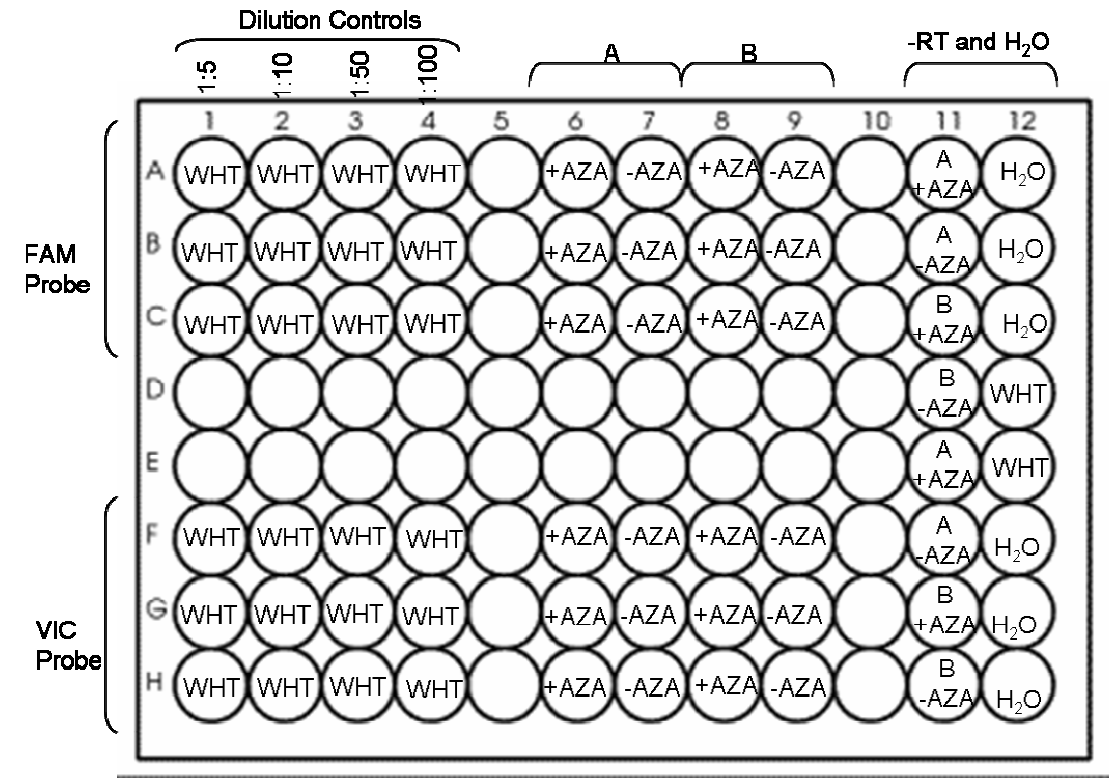 Dilution Controls
1:5 1:10 1:50 1:100
A B -RT and H₂O
1 2 3 4 5 6 7 8 9 10 11 12
FAM
Probe
A WHT WHT WHT WHT +AZA -AZA +AZA -AZA A +AZA H₂O
B WHT WHT WHT WHT +AZA -AZA +AZA -AZA A -AZA H₂O
C WHT WHT WHT WHT +AZA -AZA +AZA -AZA B +AZA H₂O
D B -AZA WHT
E A +AZA WHT
VIC
Probe
F WHT WHT WHT WHT +AZA -AZA +AZA -AZA A -AZA H₂O
G WHT WHT WHT WHT +AZA -AZA +AZA -AZA B +AZA H₂O
H WHT WHT WHT WHT +AZA -AZA +AZA -AZA B -AZA H₂O